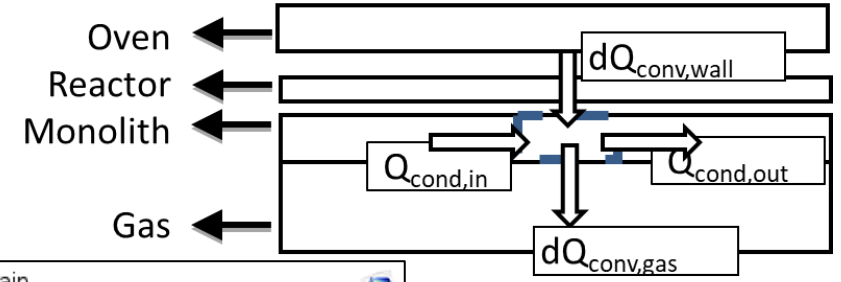 Oven
dQconv,wall
Reactor
Monolith
Qcond,in
Qcond,out
Gas
dQconv,gas